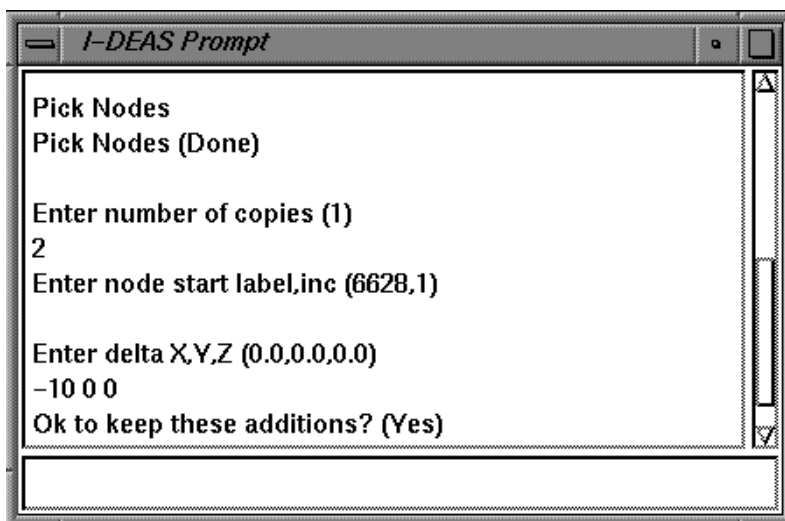 I-DEAS Prompt
Pick Nodes
Pick Nodes (Done)
Enter number of copies (1)
2
Enter node start label,inc (6628,1)
Enter delta X,Y,Z (0.0,0.0,0.0)
-10 0 0
Ok to keep these additions? (Yes)